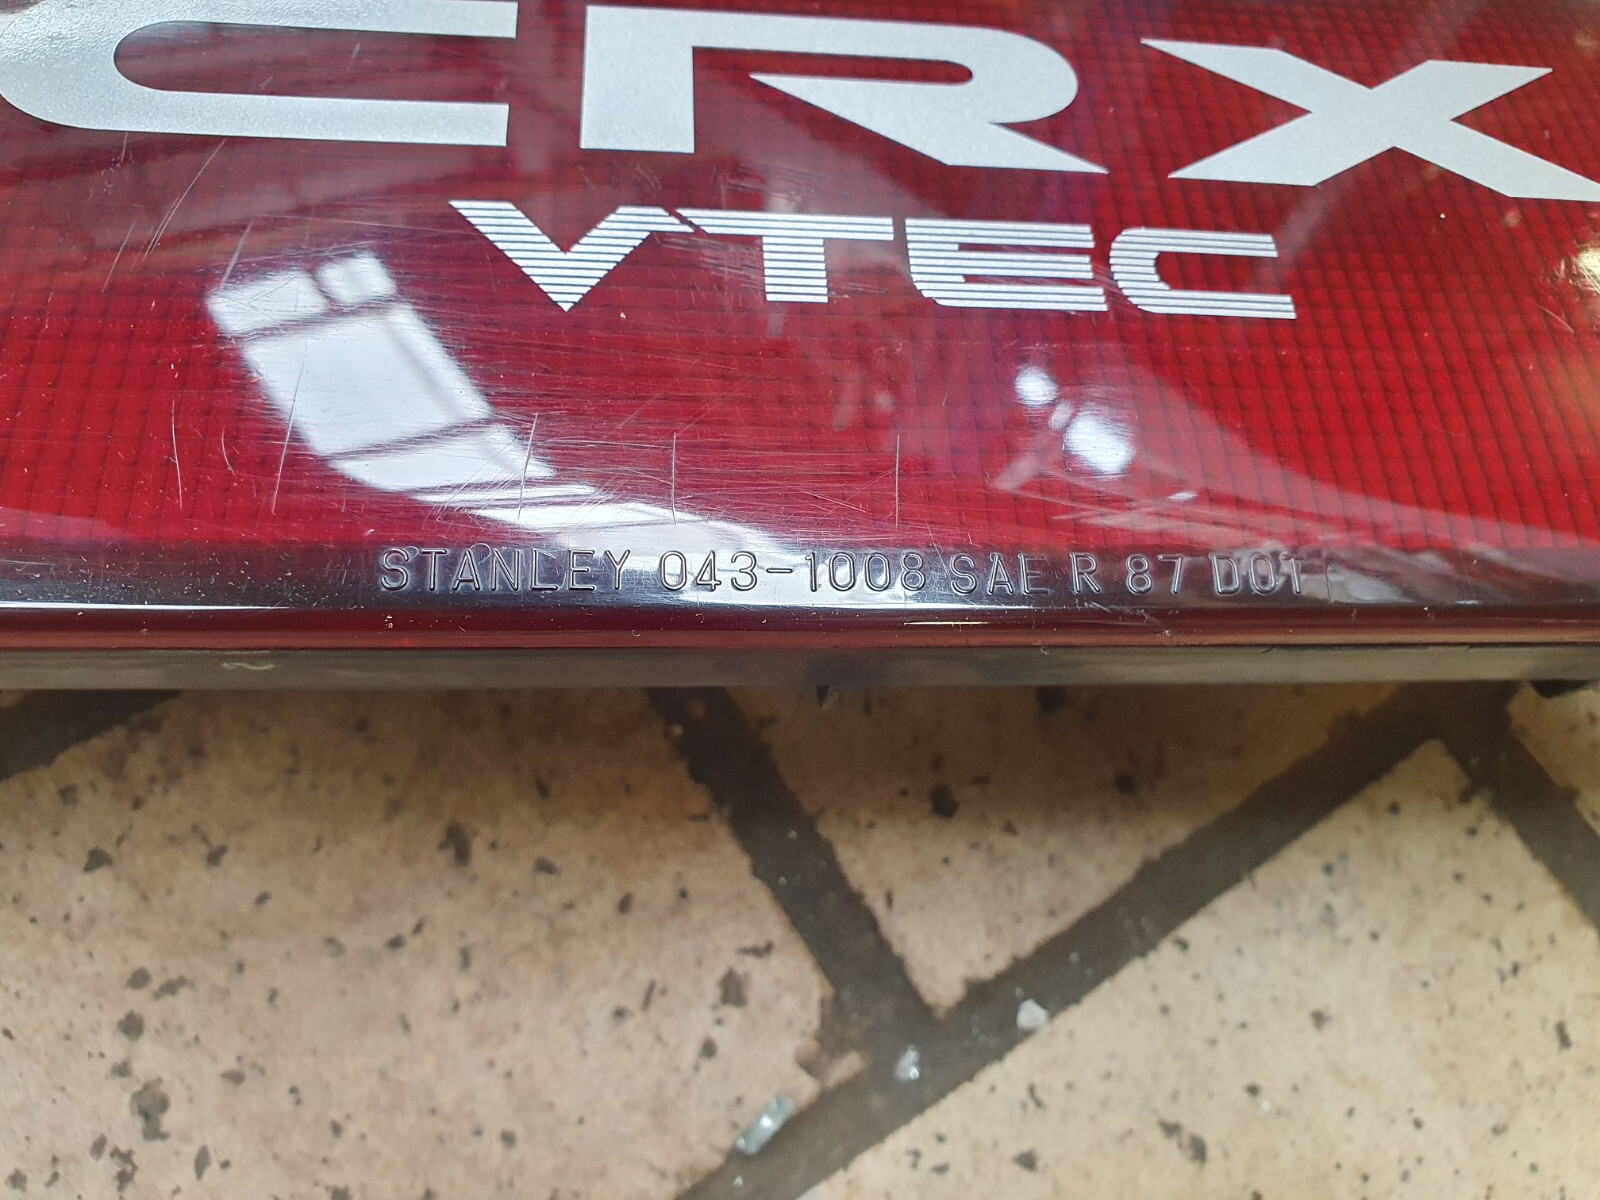 CRX
VTEC
STANLEY 043-1008 SAE R 87 DOT